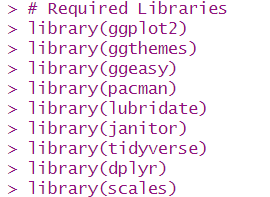 > # Required Libraries
> library(ggplot2)
> library(ggthemes)
> library(ggeasy)
> library(pacman)
> library(lubridate)
> library(janitor)
> library(tidyverse)
> library(dplyr)
> library(scales)